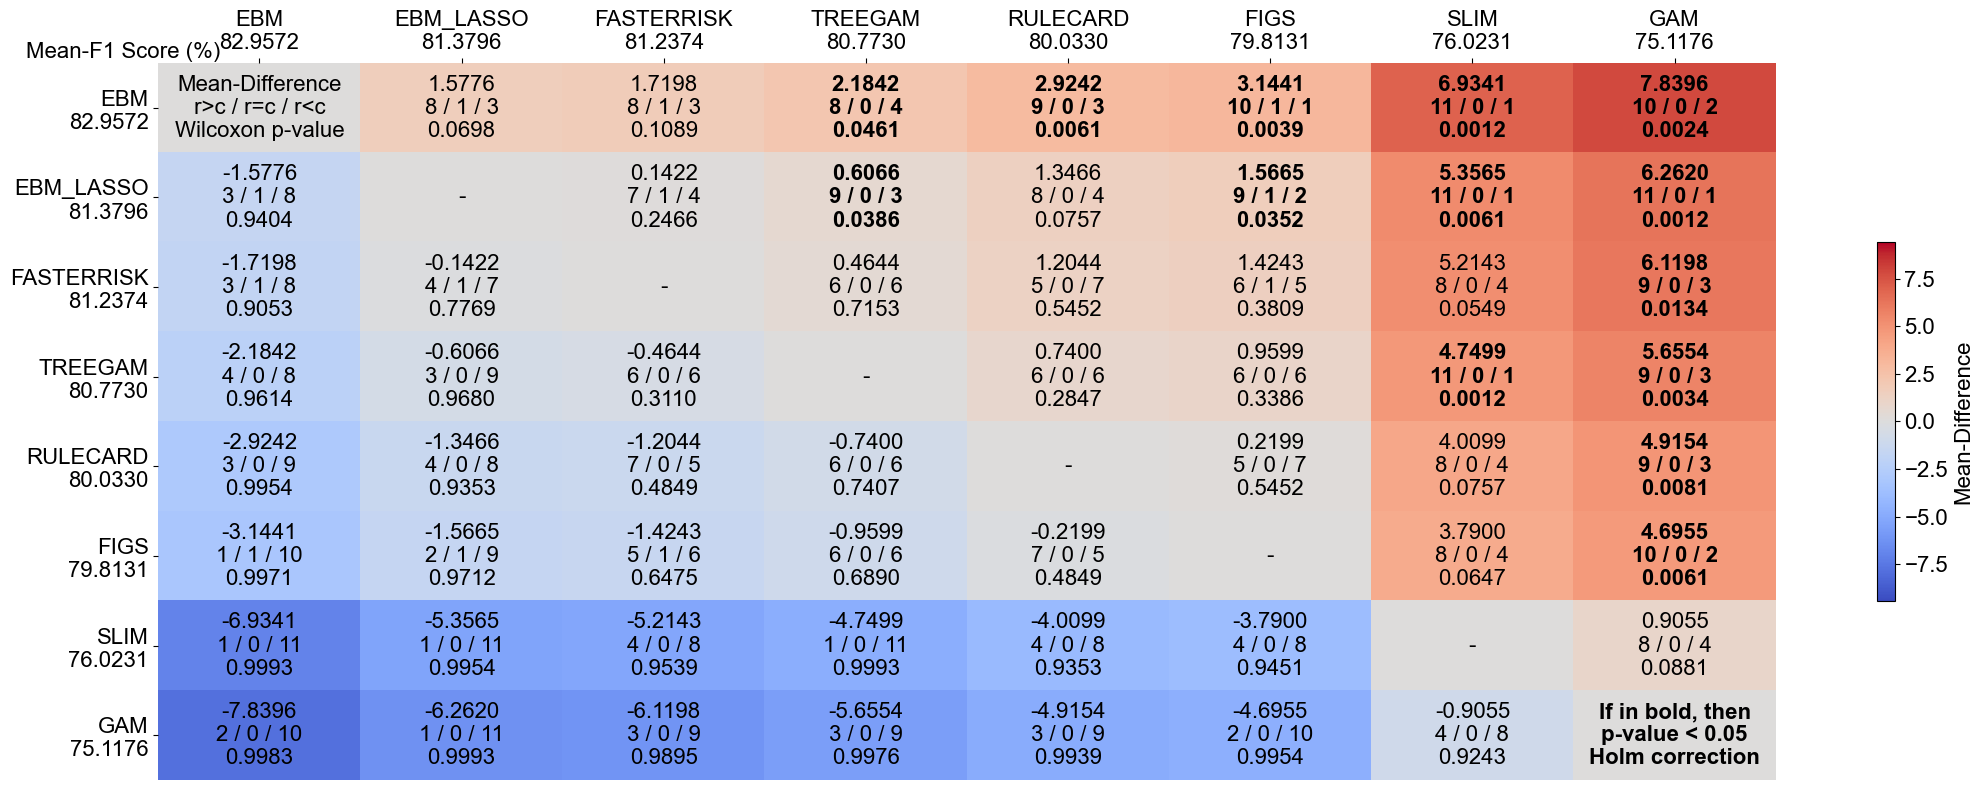 EBM EBM_LASSO FASTERRISK TREEGAM RULECARD FIGS SLIM GAM
82.9572 81.3796 81.2374 80.7730 80.0330 79.8131 76.0231 75.1176
Mean-F1 Score (%)
EBM
82.9572
Mean-Difference 1.5776 1.7198 2.1842 2.9242 3.1441 6.9341 7.8396
r>c / r=c / r<c 8 / 1 / 3 8 / 1 / 3 8 / 0 / 4 9 / 0 / 3 10 / 1 / 1 11 / 0 / 1 10 / 0 / 2
Wilcoxon p-value 0.0698 0.1089 0.0461 0.0061 0.0039 0.0012 0.0024
EBM_LASSO
81.3796
-1.5776 0.1422 0.6066 1.3466 1.5665 5.3565 6.2620
3 / 1 / 8 - 7 / 1 / 4 9 / 0 / 3 8 / 0 / 4 9 / 1 / 2 11 / 0 / 1 11 / 0 / 1
0.9404 0.2466 0.0386 0.0757 0.0352 0.0061 0.0012
FASTERRISK
81.2374
-1.7198 -0.1422 0.4644 1.2044 1.4243 5.2143 6.1198
3 / 1 / 8 4 / 1 / 7 - 6 / 0 / 6 5 / 0 / 7 6 / 1 / 5 8 / 0 / 4 9 / 0 / 3
0.9053 0.7769 0.7153 0.5452 0.3809 0.0549 0.0134
TREEGAM
80.7730
-2.1842 -0.6066 -0.4644 0.7400 0.9599 4.7499 5.6554
4 / 0 / 8 3 / 0 / 9 6 / 0 / 6 - 6 / 0 / 6 6 / 0 / 6 11 / 0 / 1 9 / 0 / 3
0.9614 0.9680 0.3110 0.2847 0.3386 0.0012 0.0034
RULECARD
80.0330
-2.9242 -1.3466 -1.2044 -0.7400 0.2199 4.0099 4.9154
3 / 0 / 9 4 / 0 / 8 7 / 0 / 5 6 / 0 / 6 - 5 / 0 / 7 8 / 0 / 4 9 / 0 / 3
0.9954 0.9353 0.4849 0.7407 0.5452 0.0757 0.0081
FIGS
79.8131
-3.1441 -1.5665 -1.4243 -0.9599 -0.2199 3.7900 4.6955
1 / 1 / 10 2 / 1 / 9 5 / 1 / 6 6 / 0 / 6 7 / 0 / 5 - 8 / 0 / 4 10 / 0 / 2
0.9971 0.9712 0.6475 0.6890 0.4849 0.0647 0.0061
SLIM
76.0231
-6.9341 -5.3565 -5.2143 -4.7499 -4.0099 -3.7900 0.9055
1 / 0 / 11 1 / 0 / 11 4 / 0 / 8 1 / 0 / 11 4 / 0 / 8 4 / 0 / 8 - 8 / 0 / 4
0.9993 0.9954 0.9539 0.9993 0.9353 0.9451 0.0881
GAM
75.1176
-7.8396 -6.2620 -6.1198 -5.6554 -4.9154 -4.6955 -0.9055 If in bold, then
2 / 0 / 10 1 / 0 / 11 3 / 0 / 9 3 / 0 / 9 3 / 0 / 9 2 / 0 / 10 4 / 0 / 8 p-value < 0.05
0.9983 0.9993 0.9895 0.9976 0.9939 0.9954 0.9243 Holm correction
7.5
5.0
2.5
0.0
−2.5
−5.0
−7.5
Mean-Difference